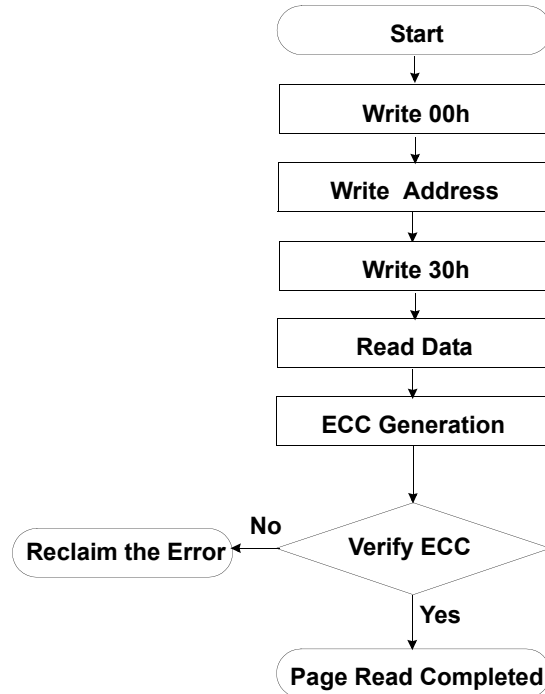 Start
Write 00h
Write Address
Write 30h
Read Data
ECC Generation
No
Reclaim the Error
Verify ECC
Yes
Page Read Completed